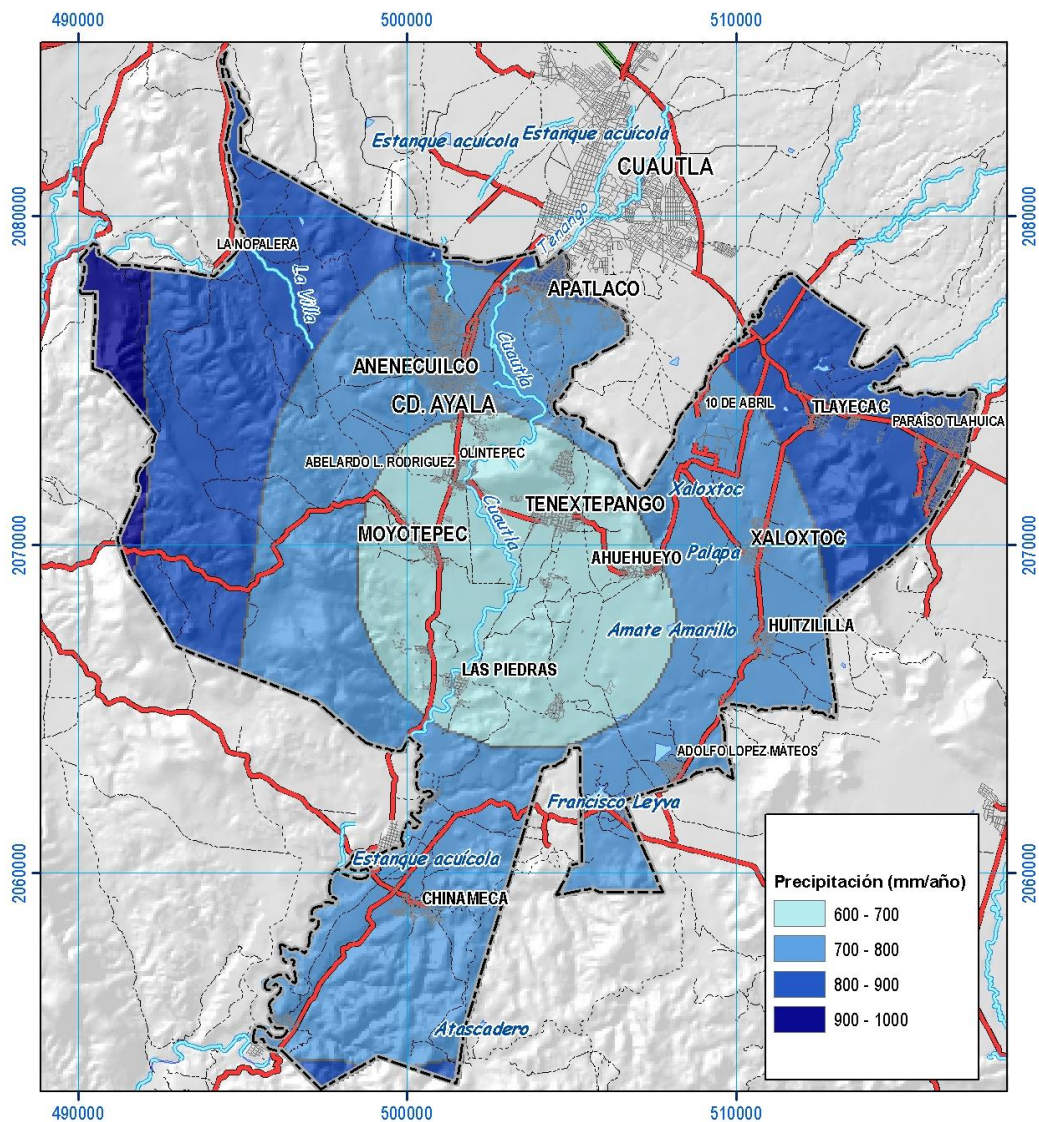 490000
500000
510000
Estanque acuícola
Estanque acuícola
CUAUTLA
2080000
2080000
Tenango
LA NOPALERA
La Villa
APATLACO
Cuautla
ANENECUILCO
CD. AYALA
10 DE ABRIL
TLAYECAC
PARAÍSO TLAHUICA
OLINTEPEC
ABELARDO L. RODRIGUEZ
Xaloxtoc
TENEXTEPANGO
Cuautla
MOYOTEPEC
XALOXTOC
2070000
2070000
AHUEHUEYO
Palapa
Amate Amarillo
HUITZILILLA
LAS PIEDRAS
ADOLFO LOPEZ MATEOS
Francisco Leyva
Estanque acuícola
2060000
2060000
CHINAMECA
Atascadero
Precipitación (mm/año)
600 - 700
700 - 800
800 - 900
900 - 1000
490000
500000
510000